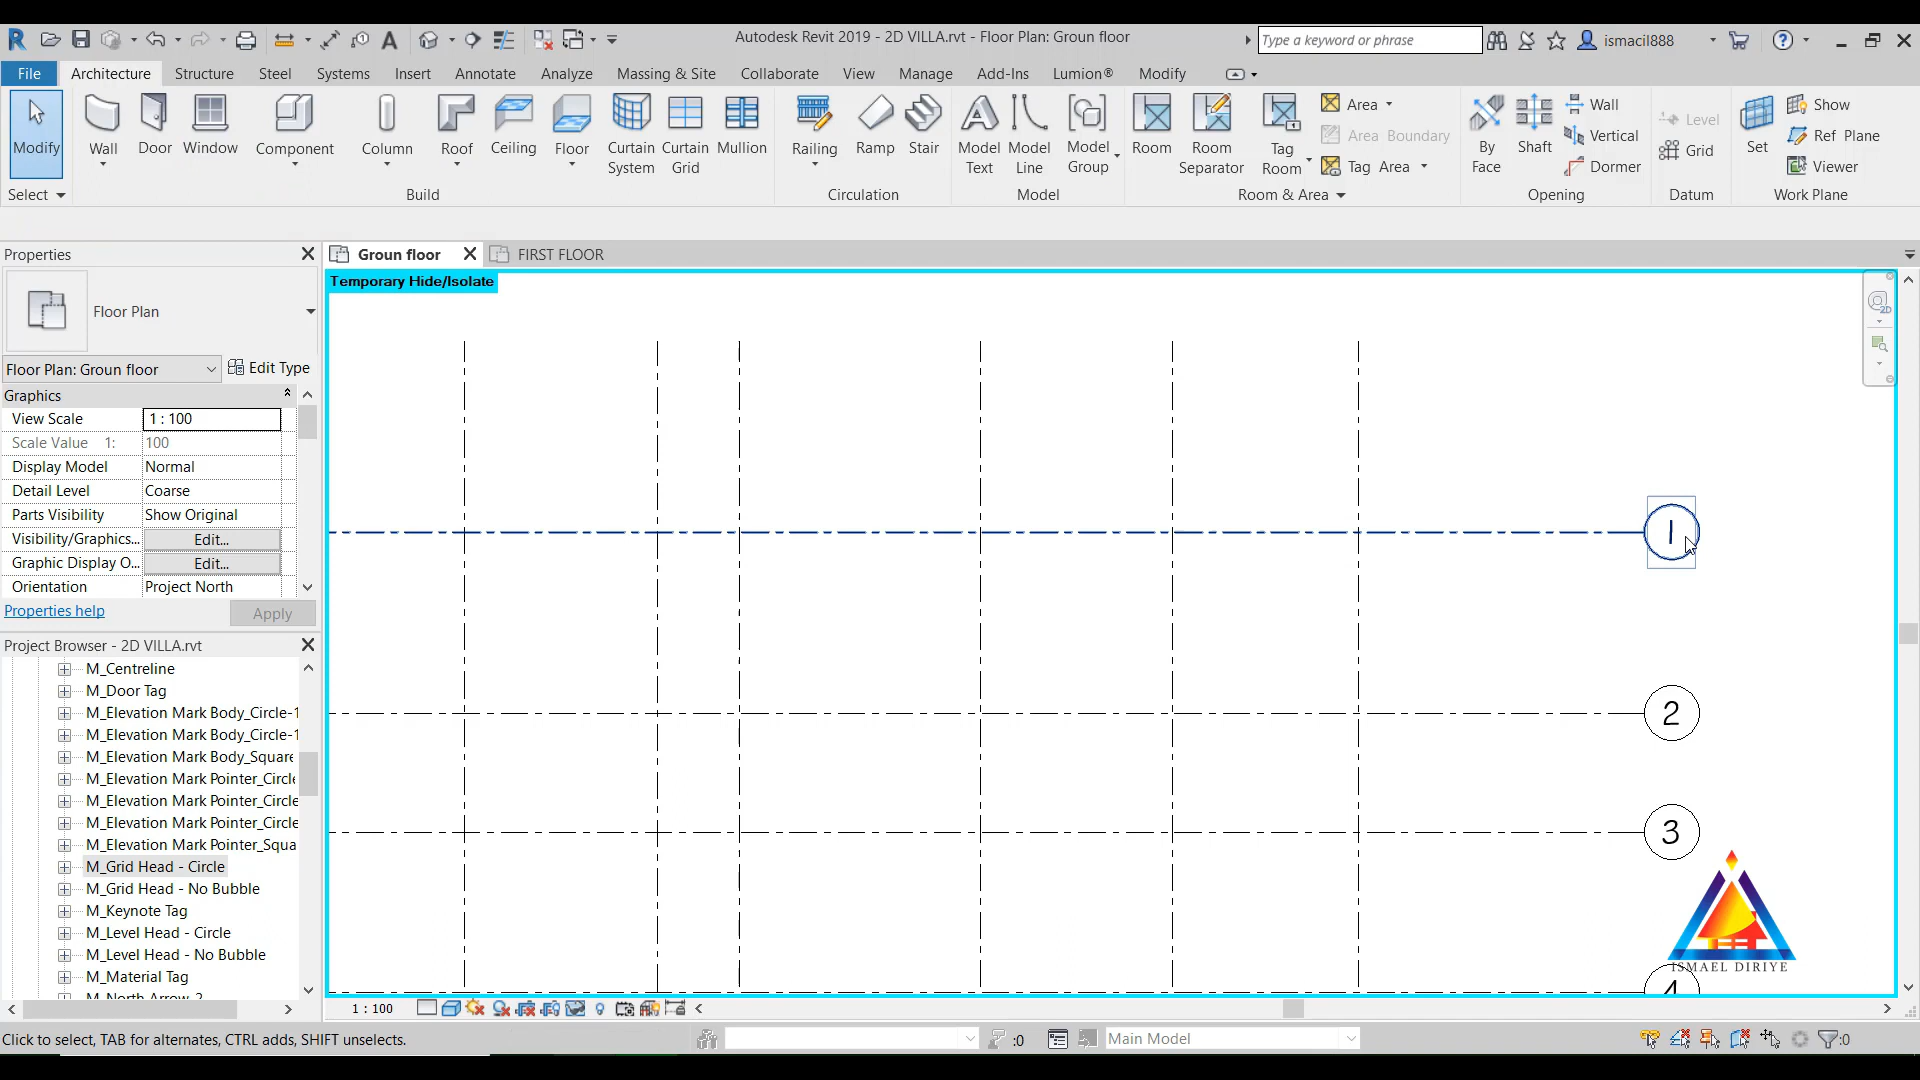 Autodesk Revit 2019 - 2D VILLA.rvt - Floor Plan: Groun floor
Type a keyword or phrase
ismacil888
File Architecture Structure Steel Systems Insert Annotate Analyze Massing & Site Collaborate View Manage Add-Ins Lumion® Modify
Modify
Wall
Door
Window
Component
Column
Roof
Ceiling
Floor
Curtain System
Curtain Grid
Mullion
Railing
Ramp
Stair
Model Text
Model Line
Model Group
Room
Room Separator
Tag Room
Area
Area Boundary
Tag Area
By Face
Shaft
Wall
Vertical
Dormer
Level
Grid
Set
Show
Ref Plane
Viewer
Select
Build
Circulation
Model
Room & Area
Opening
Datum
Work Plane
Properties
Floor Plan
Floor Plan: Groun floor
Edit Type
Graphics
View Scale 1 : 100
Scale Value 1: 100
Display Model Normal
Detail Level Coarse
Parts Visibility Show Original
Visibility/Graphics... Edit...
Graphic Display O... Edit...
Orientation Project North
Properties help
Apply
Project Browser - 2D VILLA.rvt
M_Centreline
M_Door Tag
M_Elevation Mark Body_Circle-1
M_Elevation Mark Body_Circle-1
M_Elevation Mark Body_Square
M_Elevation Mark Pointer_Circle
M_Elevation Mark Pointer_Circle
M_Elevation Mark Pointer_Circle
M_Elevation Mark Pointer_Squa
M_Grid Head - Circle
M_Grid Head - No Bubble
M_Keynote Tag
M_Level Head - Circle
M_Level Head - No Bubble
M_Material Tag
M_North Arrow 2
Groun floor
FIRST FLOOR
Temporary Hide/Isolate
2D
1
2
3
4
ISMAEL DIRIYE
1 : 100
Click to select, TAB for alternates, CTRL adds, SHIFT unselects.
:0
Main Model
:0